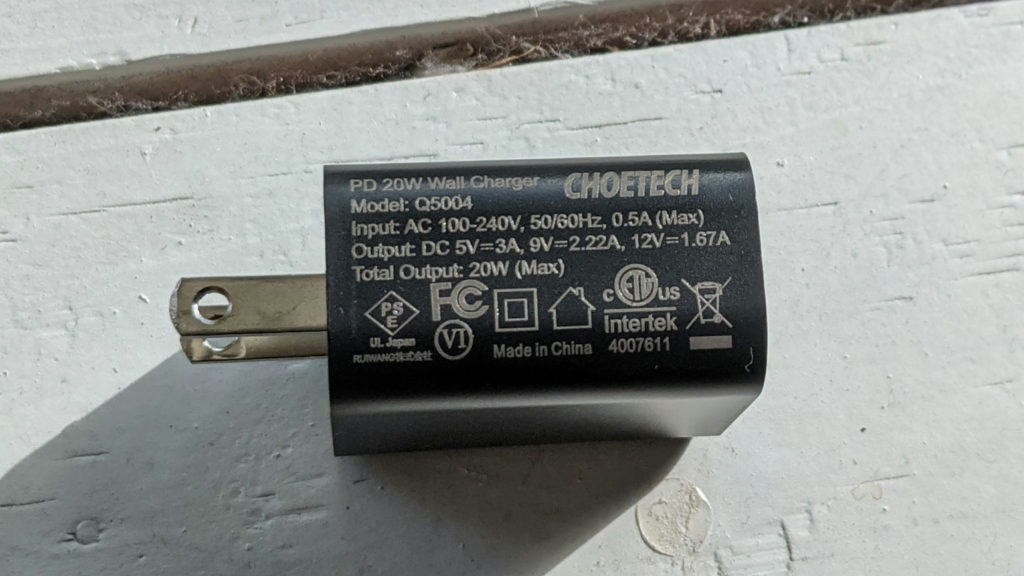 PD 20W Wall Charger CHOETECH
Model: Q5004
Input: AC 100-240V, 50/60Hz, 0.5A (Max)
Output: DC 5V⎓3A, 9V⎓2.22A, 12V⎓1.67A
Total Output: 20W (Max)
PS
E
UL Japan
RUIWANG株式会社
FC
VI
Made in China
c ETL us
Intertek
4007611